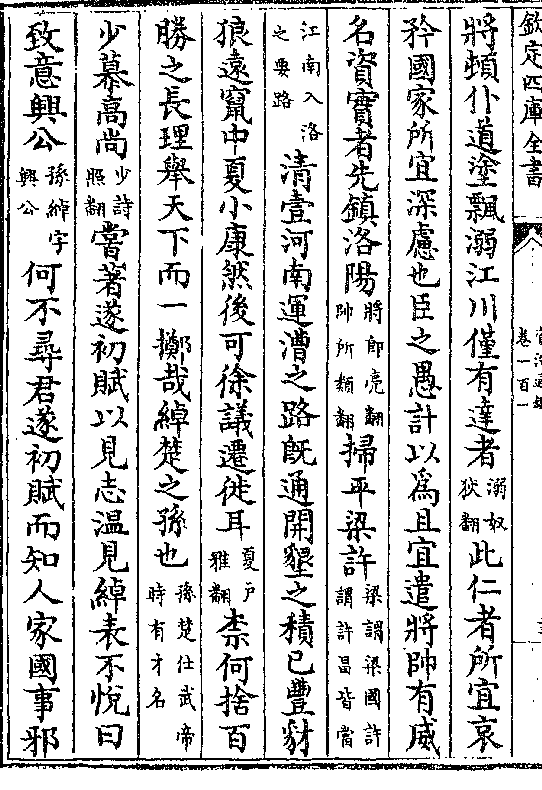 欽定四庫全書
卷一百一
將頓仆道塗飄溺江川僅有達者溺奴狄翻此仁者所宜哀
矜國家所宜深慮也臣之愚計以爲且宜遣將帥有威
名資實者先鎮洛陽將即亮翻帥所類翻掃平梁許梁謂梁國許謂許昌皆當
江南入洛之要路清壹河南運漕之路既通開墾之積已豐豺
狼遠竄中夏小康然後可徐議遷徙耳夏戶雅翻柰何捨百
勝之長理舉天下而一擲哉綽楚之孫也孫楚仕武帝時有才名
少慕高尚少詩照翻嘗著遂初賦以見志温見綽表不悅曰
致意興公孫綽字興公何不尋君遂初賦而知人家國事邪